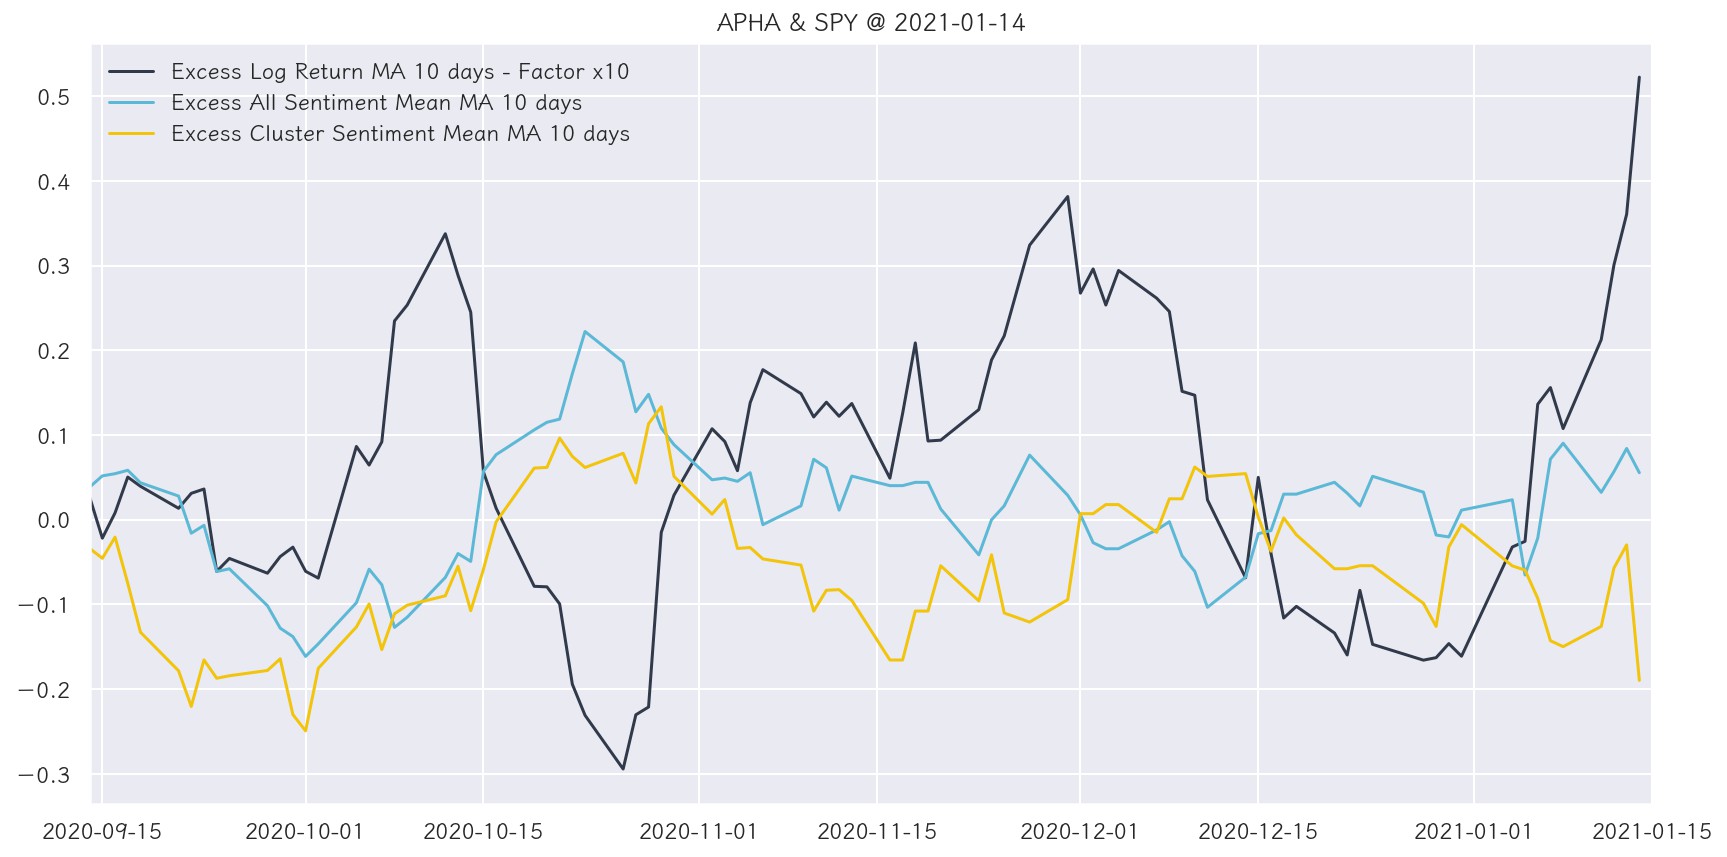 APHA & SPY @ 2021-01-14
Excess Log Return MA 10 days - Factor x10
Excess All Sentiment Mean MA 10 days
Excess Cluster Sentiment Mean MA 10 days
0.5
0.4
0.3
0.2
0.1
0.0
−0.1
−0.2
−0.3
2020-09-15 2020-10-01 2020-10-15 2020-11-01 2020-11-15 2020-12-01 2020-12-15 2021-01-01 2021-01-15